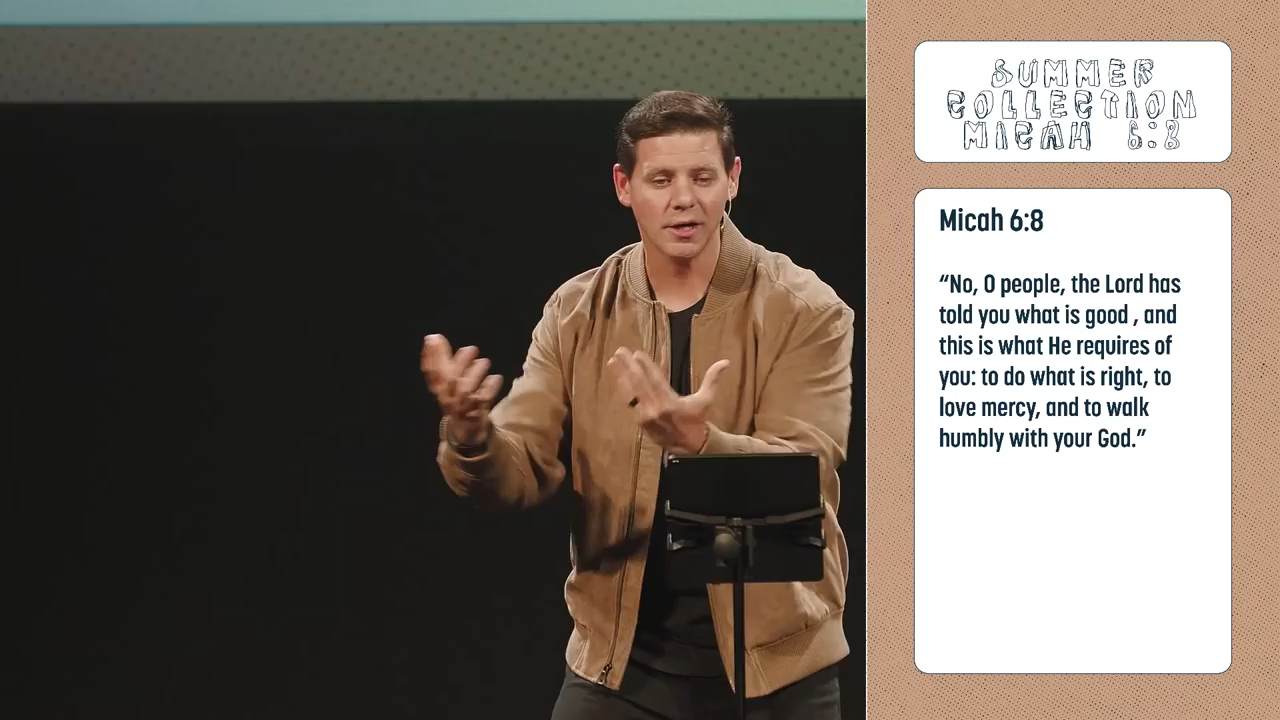 SUMMER
COLLECTION
MICAH 6:8
Micah 6:8
“No, O people, the Lord has
told you what is good , and
this is what He requires of
you: to do what is right, to
love mercy, and to walk
humbly with your God.”